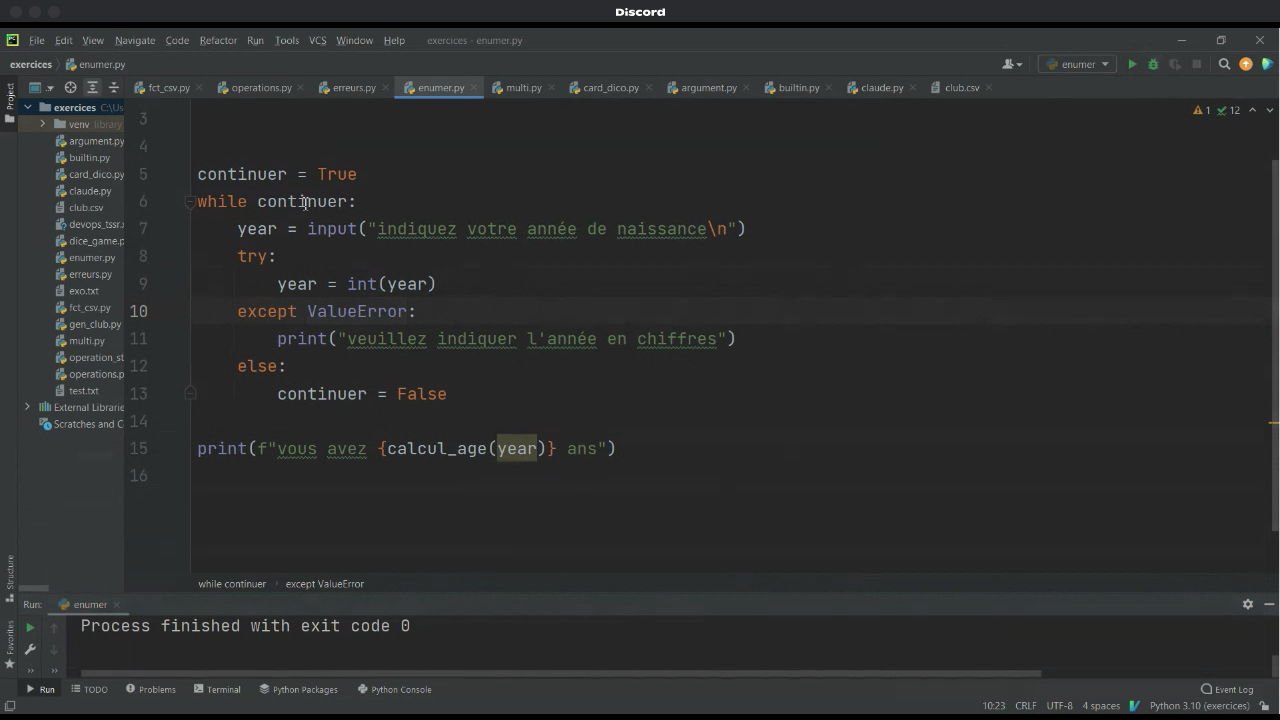 Discord
File Edit View Navigate Code Refactor Run Tools VCS Window Help exercices - enumer.py
exercices enumer.py enumer
Project
fct_csv.py operations.py erreurs.py enumer.py multi.py card_dico.py argument.py builtin.py claude.py club.csv
exercices C:\Us
venv library
argument.py
builtin.py
card_dico.py
claude.py
club.csv
devops_tssr.
dice_game.py
enumer.py
erreurs.py
exo.txt
fct_csv.py
gen_club.py
multi.py
operation_st
operations.p
test.txt
External Librarie
Scratches and C
1 12
3
4
5 continuer = True
6 while continuer:
7 year = input("indiquez votre année de naissance\n")
8 try:
9 year = int(year)
10 except ValueError:
11 print("veuillez indiquer l'année en chiffres")
12 else:
13 continuer = False
14
15 print(f"vous avez {calcul_age(year)} ans")
16
while continuer except ValueError
Structure
Favorites
Run: enumer
Process finished with exit code 0
Run TODO Problems Terminal Python Packages Python Console Event Log
10:23 CRLF UTF-8 4 spaces Python 3.10 (exercices)